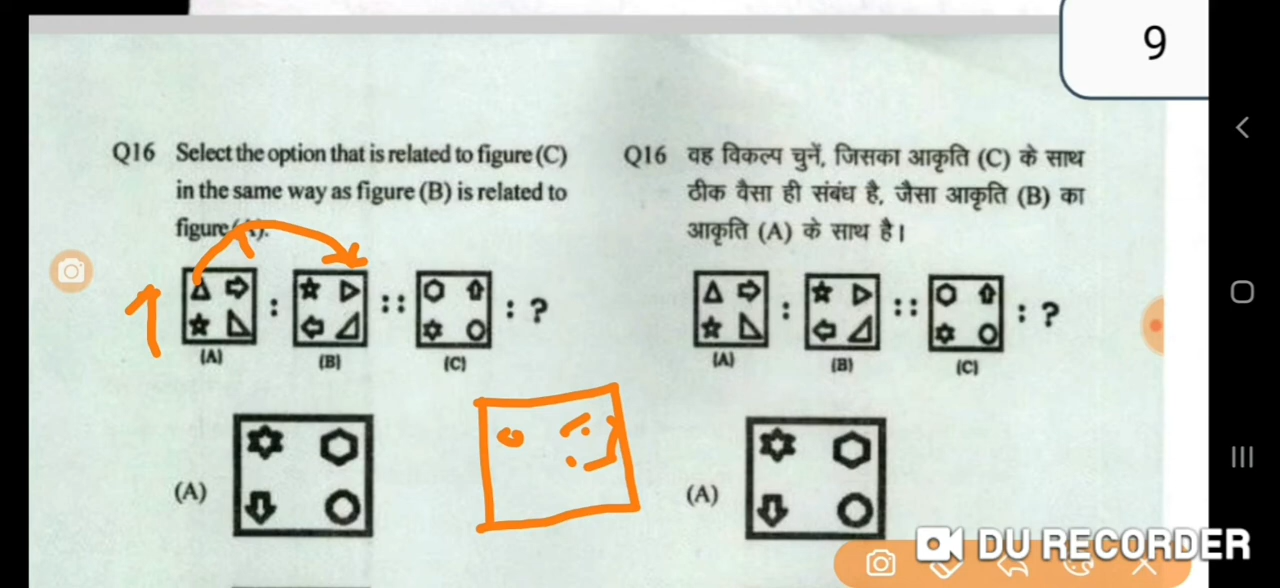 9
Q16 Select the option that is related to figure (C)
in the same way as figure (B) is related to
figure
: :: : ?
(A) (B) (C)
(A)
Q16 वह विकल्प चुनें, जिसका आकृति (C) के साथ
ठीक वैसा ही संबंध है, जैसा आकृति (B) का
आकृति (A) के साथ है।
: :: : ?
(A) (B) (C)
(A)
DU RECORDER